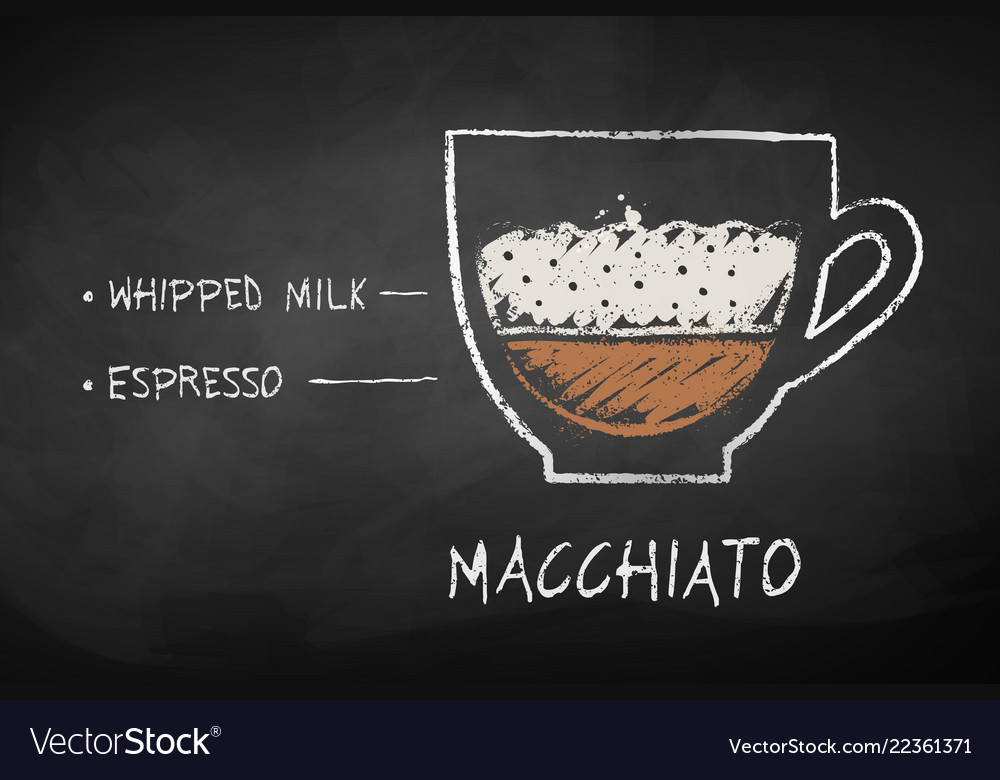 • WHIPPED MILK
• ESPRESSO
MACCHIATO
VectorStock®
VectorStock.com/22361371